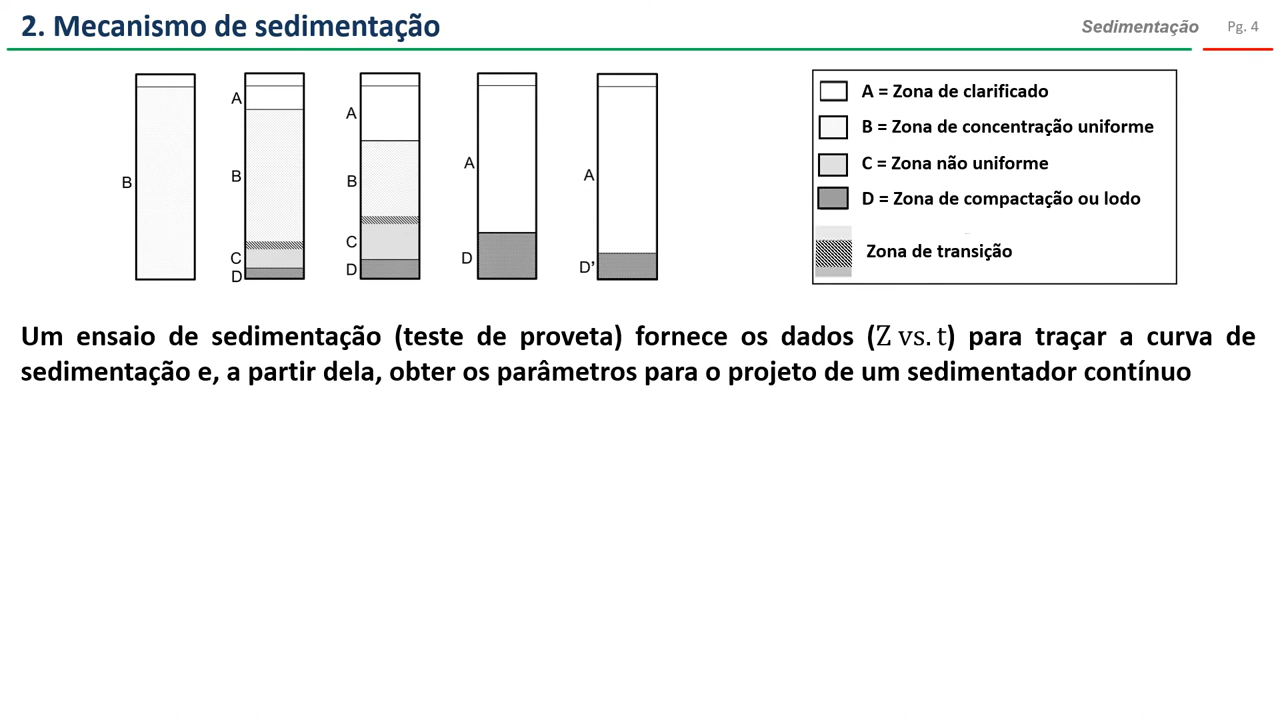 2. Mecanismo de sedimentação
Sedimentação
Pg. 4
B
A
B
C
D
A
B
C
D
A
D
A
D’
A = Zona de clarificado
B = Zona de concentração uniforme
C = Zona não uniforme
D = Zona de compactação ou lodo
Zona de transição
Um ensaio de sedimentação (teste de proveta) fornece os dados (Z vs. t) para traçar a curva de
sedimentação e, a partir dela, obter os parâmetros para o projeto de um sedimentador contínuo